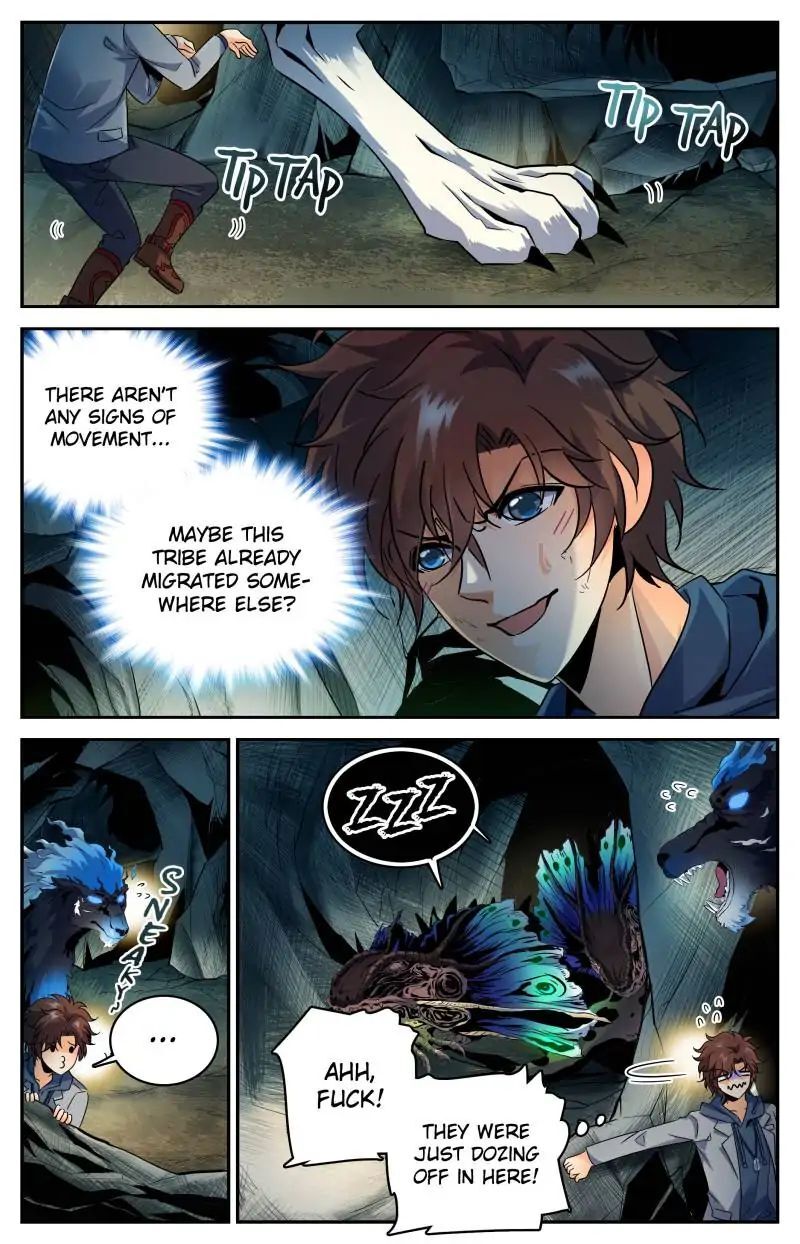 TIP TAP
TIP TAP
THERE AREN'T
ANY SIGNS OF
MOVEMENT...
MAYBE THIS
TRIBE ALREADY
MIGRATED SOME-
WHERE ELSE?
SNEAKY~
...
ZZZ
AHH,
FUCK!
THEY WERE
JUST DOZING
OFF IN HERE!